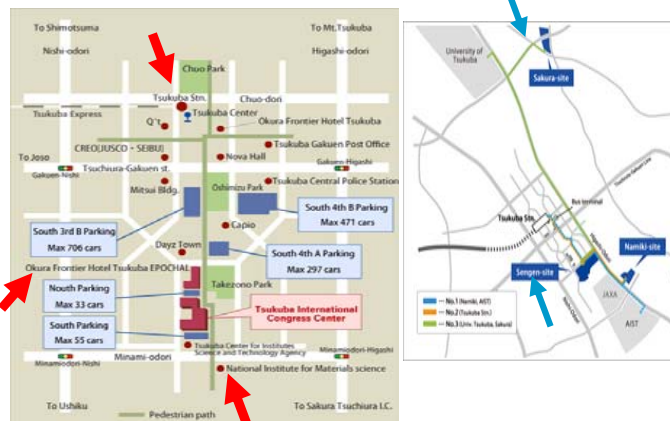 To Shimotsuma
To Mt.Tsukuba
Nishi-odori
Higashi-odori
Chuo Park
Tsukuba Stn.
Chuo-dori
Tsukuba Express
Tsukuba Center
Q't
Okura Frontier Hotel Tsukuba
CREO(JUSCO・SEIBU)
Tsukuba Gakuen Post Office
To Joso
Nova Hall
Gakuen-Higashi
Tsuchiura-Gakuen st.
Gakuen-Nishi
Mitsui Bldg.
Oshimizu Park
Tsukuba Central Police Station
South 3rd B Parking
Max 706 cars
South 4th B Parking
Max 471 cars
Capio
Dayz Town
South 4th A Parking
Max 297 cars
Okura Frontier Hotel Tsukuba EPOCHAL
Takezono Park
Nouth Parking
Max 33 cars
Tsukuba International
Congress Center
South Parking
Max 55 cars
Tsukuba Center for Institutes
Science and Technology Agency
Minami-odori
Minamiodori-Nishi
Minamiodori-Higashi
National Institute for Materials science
To Ushiku
To Sakura Tsuchiura I.C.
Pedestrian path
University of
Tsukuba
Sakura-site
Bus terminal
Tsukuba Stn.
Namiki-site
Sengen-site
JAXA
AIST
No.1 (Namiki, AIST)
No.2 (Tsukuba Stn.)
No.3 (Univ. Tsukuba, Sakura)